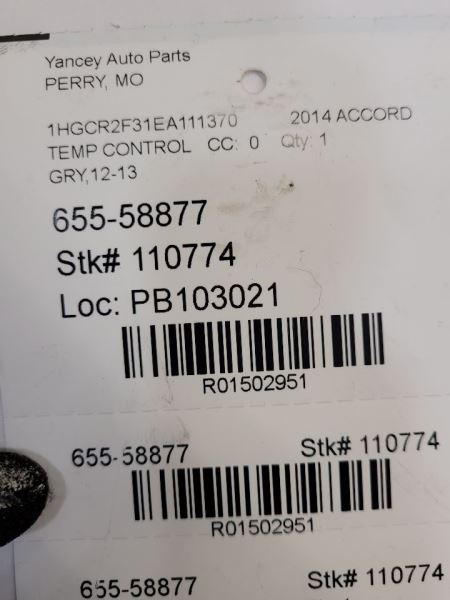 Yancey Auto Parts
PERRY, MO
1HGCR2F31EA111370 2014 ACCORD
TEMP CONTROL CC: 0 Qty: 1
GRY,12-13
655-58877
Stk# 110774
Loc: PB103021
R01502951
655-58877 Stk# 110774
R01502951
655-58877 Stk# 110774